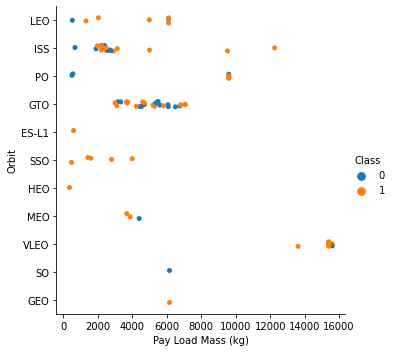 LEO
ISS
PO
GTO
ES-L1
SSO
HEO
MEO
VLEO
SO
GEO
Orbit
0 2000 4000 6000 8000 10000 12000 14000 16000
Pay Load Mass (kg)
Class
0
1